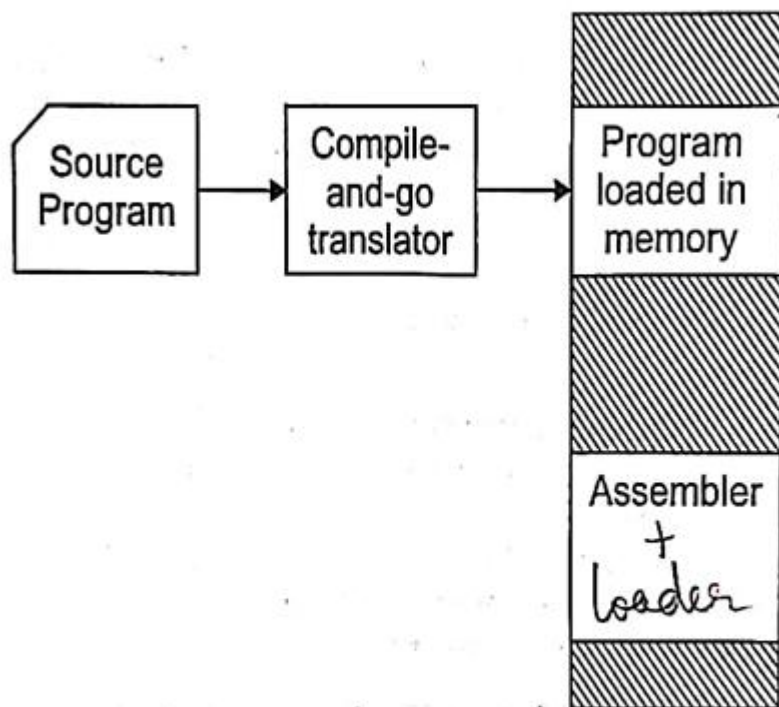 Source
Program
Compile-
and-go
translator
Program
loaded in
memory
Assembler
+
loader